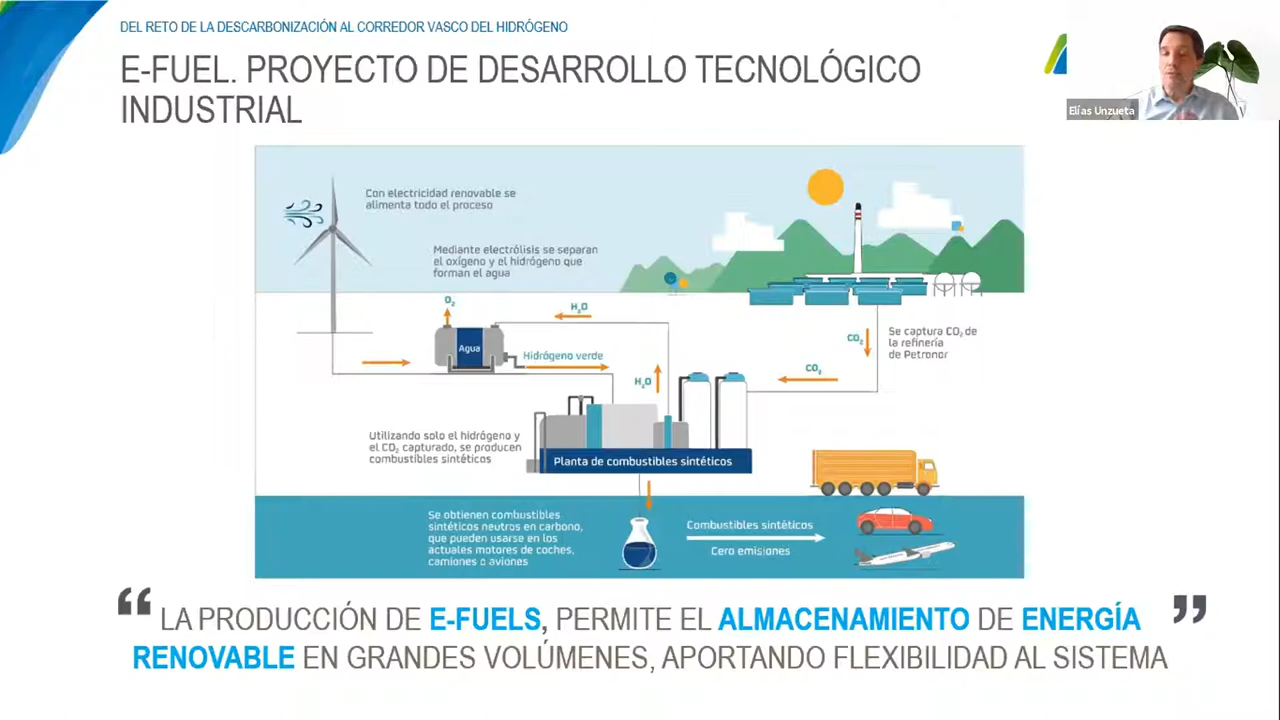 DEL RETO DE LA DESCARBONIZACIÓN AL CORREDOR VASCO DEL HIDRÓGENO
E-FUEL. PROYECTO DE DESARROLLO TECNOLÓGICO
INDUSTRIAL
Elías Unzueta
Con electricidad renovable se
alimenta todo el proceso
Mediante electrólisis se separan
el oxígeno y el hidrógeno que
forman el agua
O₂
H₂O
Agua
Hidrógeno verde
H₂O
CO₂
Se captura CO₂ de
la refinería
de Petronor
CO₂
Utilizando solo el hidrógeno y
el CO₂ capturado, se producen
combustibles sintéticos
Planta de combustibles sintéticos
Se obtienen combustibles
sintéticos neutros en carbono,
que pueden usarse en los
actuales motores de coches,
camiones o aviones
Combustibles sintéticos
Cero emisiones
“ LA PRODUCCIÓN DE E-FUELS, PERMITE EL ALMACENAMIENTO DE ENERGÍA ”
RENOVABLE EN GRANDES VOLÚMENES, APORTANDO FLEXIBILIDAD AL SISTEMA